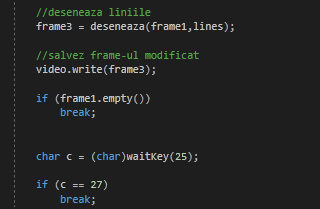 //deseneaza liniile
frame3 = deseneaza(frame1,lines);
//salvez frame-ul modificat
video.write(frame3);
if (frame1.empty())
break;
char c = (char)waitKey(25);
if (c == 27)
break;